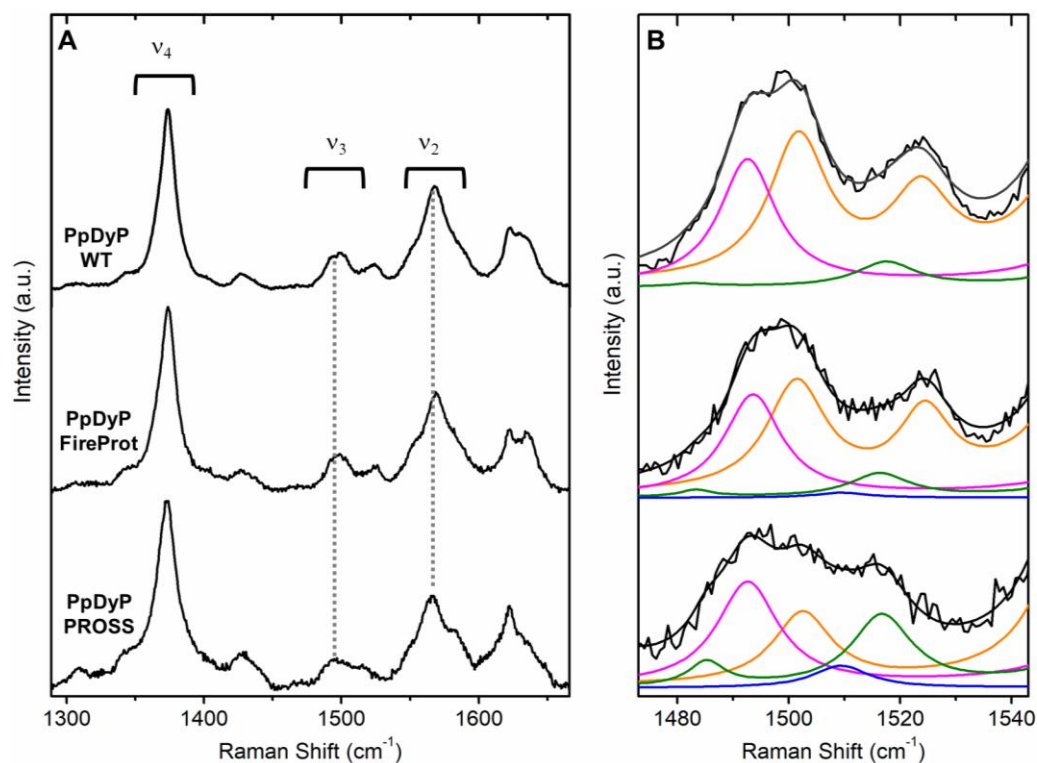 A
ν4
ν3
ν2
PpDyP
WT
PpDyP
FireProt
PpDyP
PROSS
Intensity (a.u.)
1300 1400 1500 1600
Raman Shift (cm-1)
B
Intensity (a.u.)
1480 1500 1520 1540
Raman Shift (cm-1)